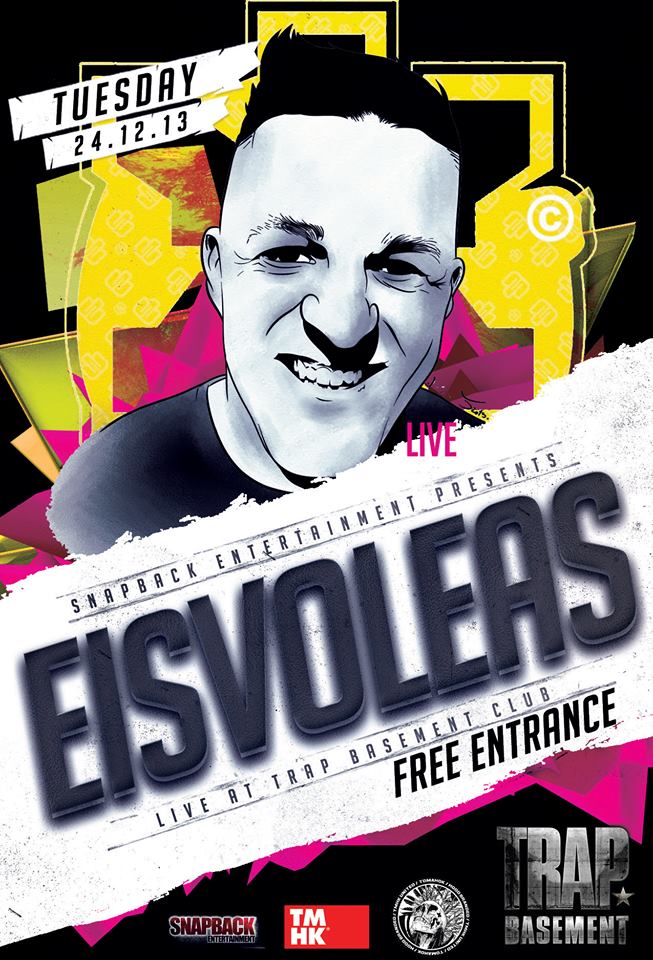 TUESDAY
24.12.13
©
LIVE
SNAPBACK ENTERTAINMENT PRESENTS
EISVOLEAS
LIVE AT TRAP BASEMENT CLUB
FREE ENTRANCE
TRAP
BASEMENT
SNAPBACK
ENTERTAINMENT
TM
HK